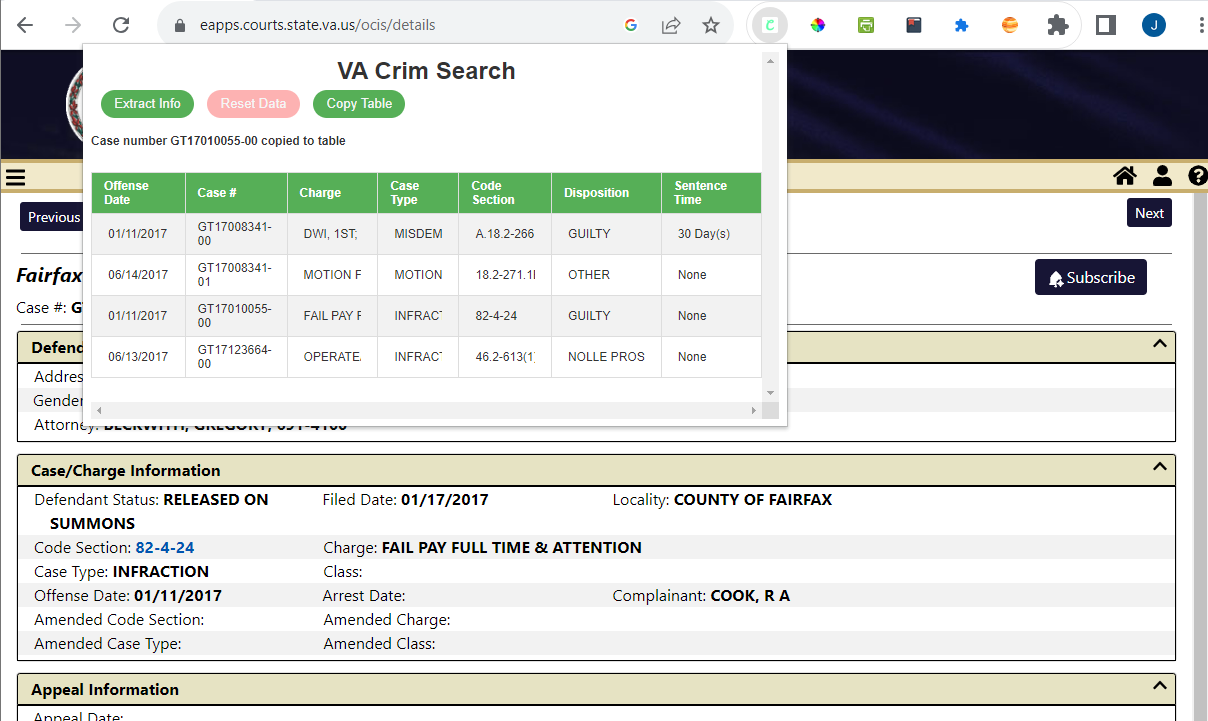 eapps.courts.state.va.us/ocis/details
J
VA Crim Search
Extract Info Reset Data Copy Table
Case number GT17010055-00 copied to table
Offense Date Case # Charge Case Type Code Section Disposition Sentence Time
01/11/2017 GT17008341-00 DWI, 1ST, MISDEM A.18.2-266 GUILTY 30 Day(s)
06/14/2017 GT17008341-01 MOTION MOTION 18.2-271.1 OTHER None
01/11/2017 GT17010055-00 FAIL PAY F INFRAC 82-4-24 GUILTY None
06/13/2017 GT17123664-00 OPERATE INFRAC 46.2-613(1) NOLLE PROS None
Previous Next
Fairfax
Subscribe
Case #: G
Defend
Addres
Gender
Attorney: BECKWITH, GREGORY, 691-4100
Case/Charge Information
Defendant Status: RELEASED ON Filed Date: 01/17/2017 Locality: COUNTY OF FAIRFAX
SUMMONS
Code Section: 82-4-24 Charge: FAIL PAY FULL TIME & ATTENTION
Case Type: INFRACTION Class:
Offense Date: 01/11/2017 Arrest Date: Complainant: COOK, R A
Amended Code Section: Amended Charge:
Amended Case Type: Amended Class:
Appeal Information
Appeal Date: